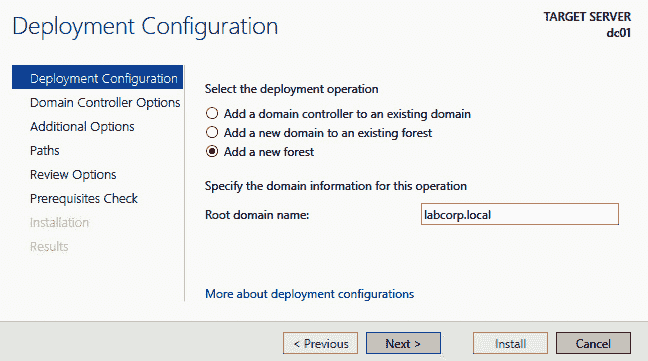 Deployment Configuration
TARGET SERVER
dc01
Deployment Configuration
Domain Controller Options
Additional Options
Paths
Review Options
Prerequisites Check
Installation
Results
Select the deployment operation
Add a domain controller to an existing domain
Add a new domain to an existing forest
Add a new forest
Specify the domain information for this operation
Root domain name:
labcorp.local
More about deployment configurations
< Previous
Next >
Install
Cancel